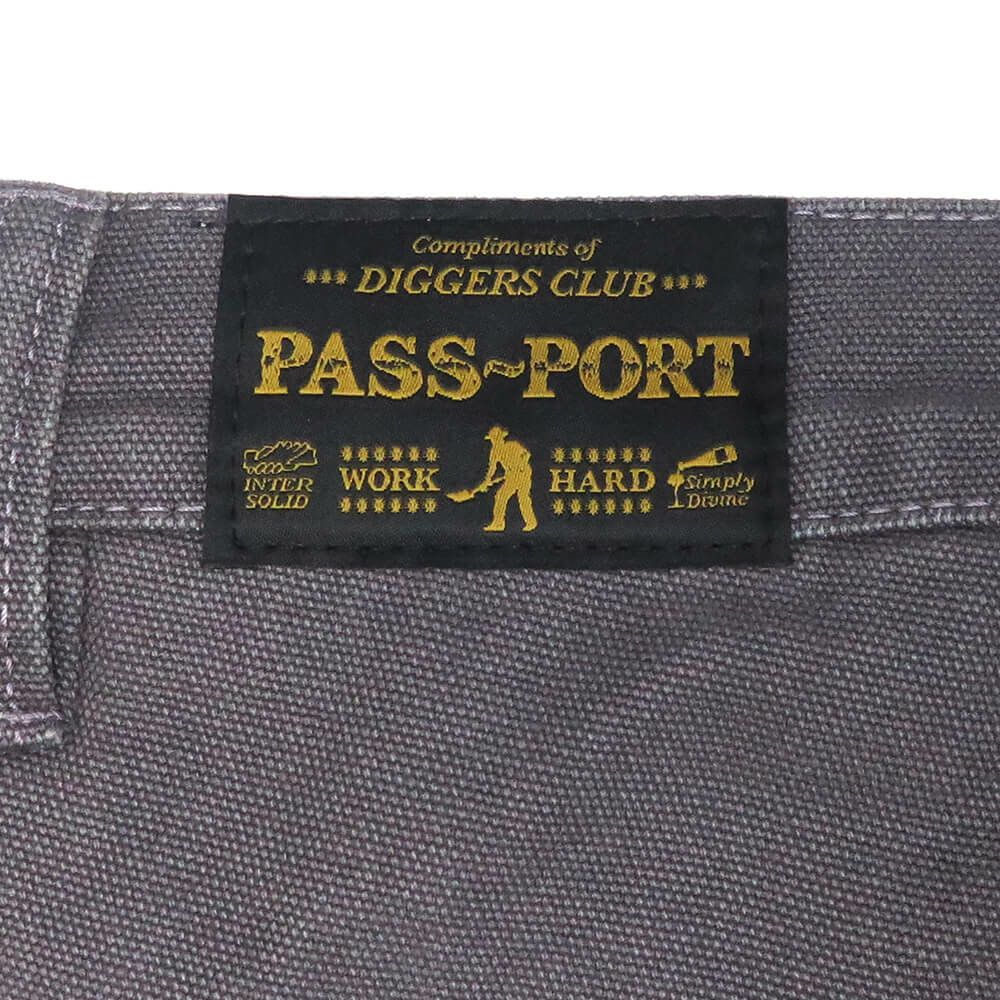 Compliments of
DIGGERS CLUB
PASS~PORT
INTER SOLID
WORK HARD
Simply Divine